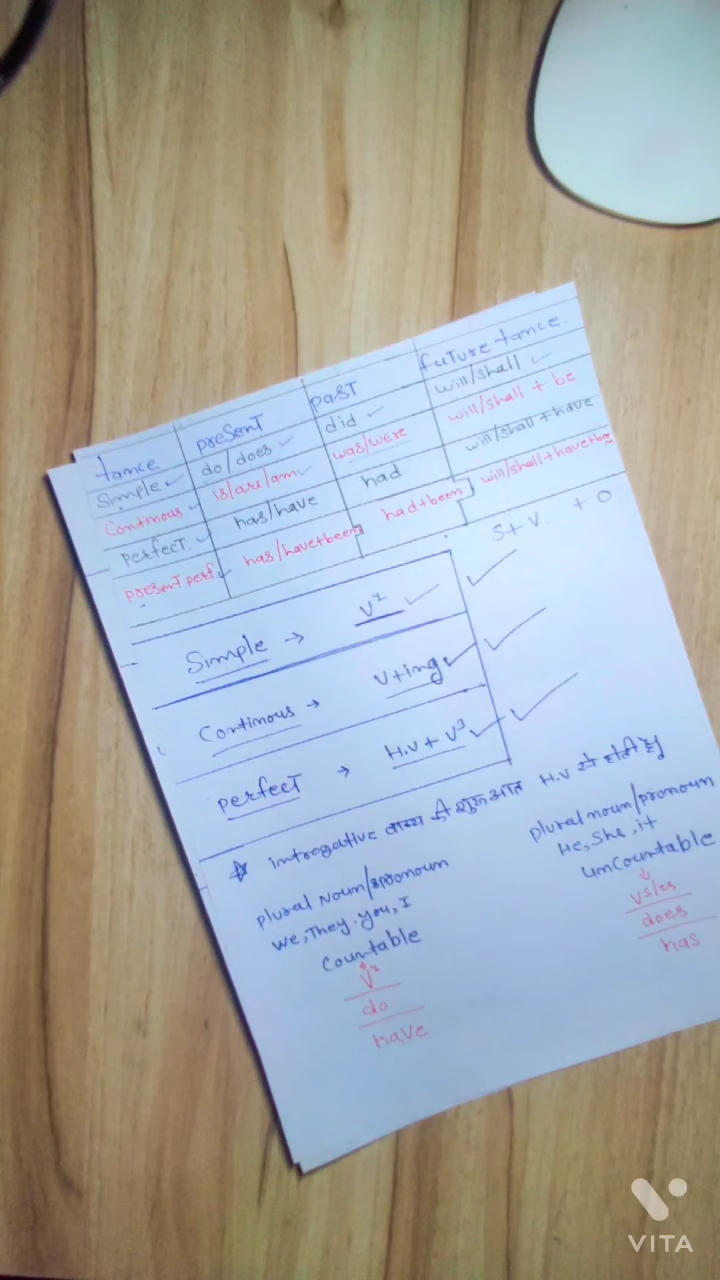 tance present past future tance.
Simple do/does did will/shall
Continous is/are/am was/were will/shall + be
perfect. has/have had will/shall + have
present perf. has/have+been had+been will/shall+have+been
S+ V. + O
Simple → V¹
Continous → V+ing
perfect → H.V + V³
intregative वाक्य की शुरूआत H.V से होती है
plural Noun/pronoun
we, They. you, I
Countable
do
have
plural noun/pronoun
He, She, it
unCountable
vs/es
does
has
VITA